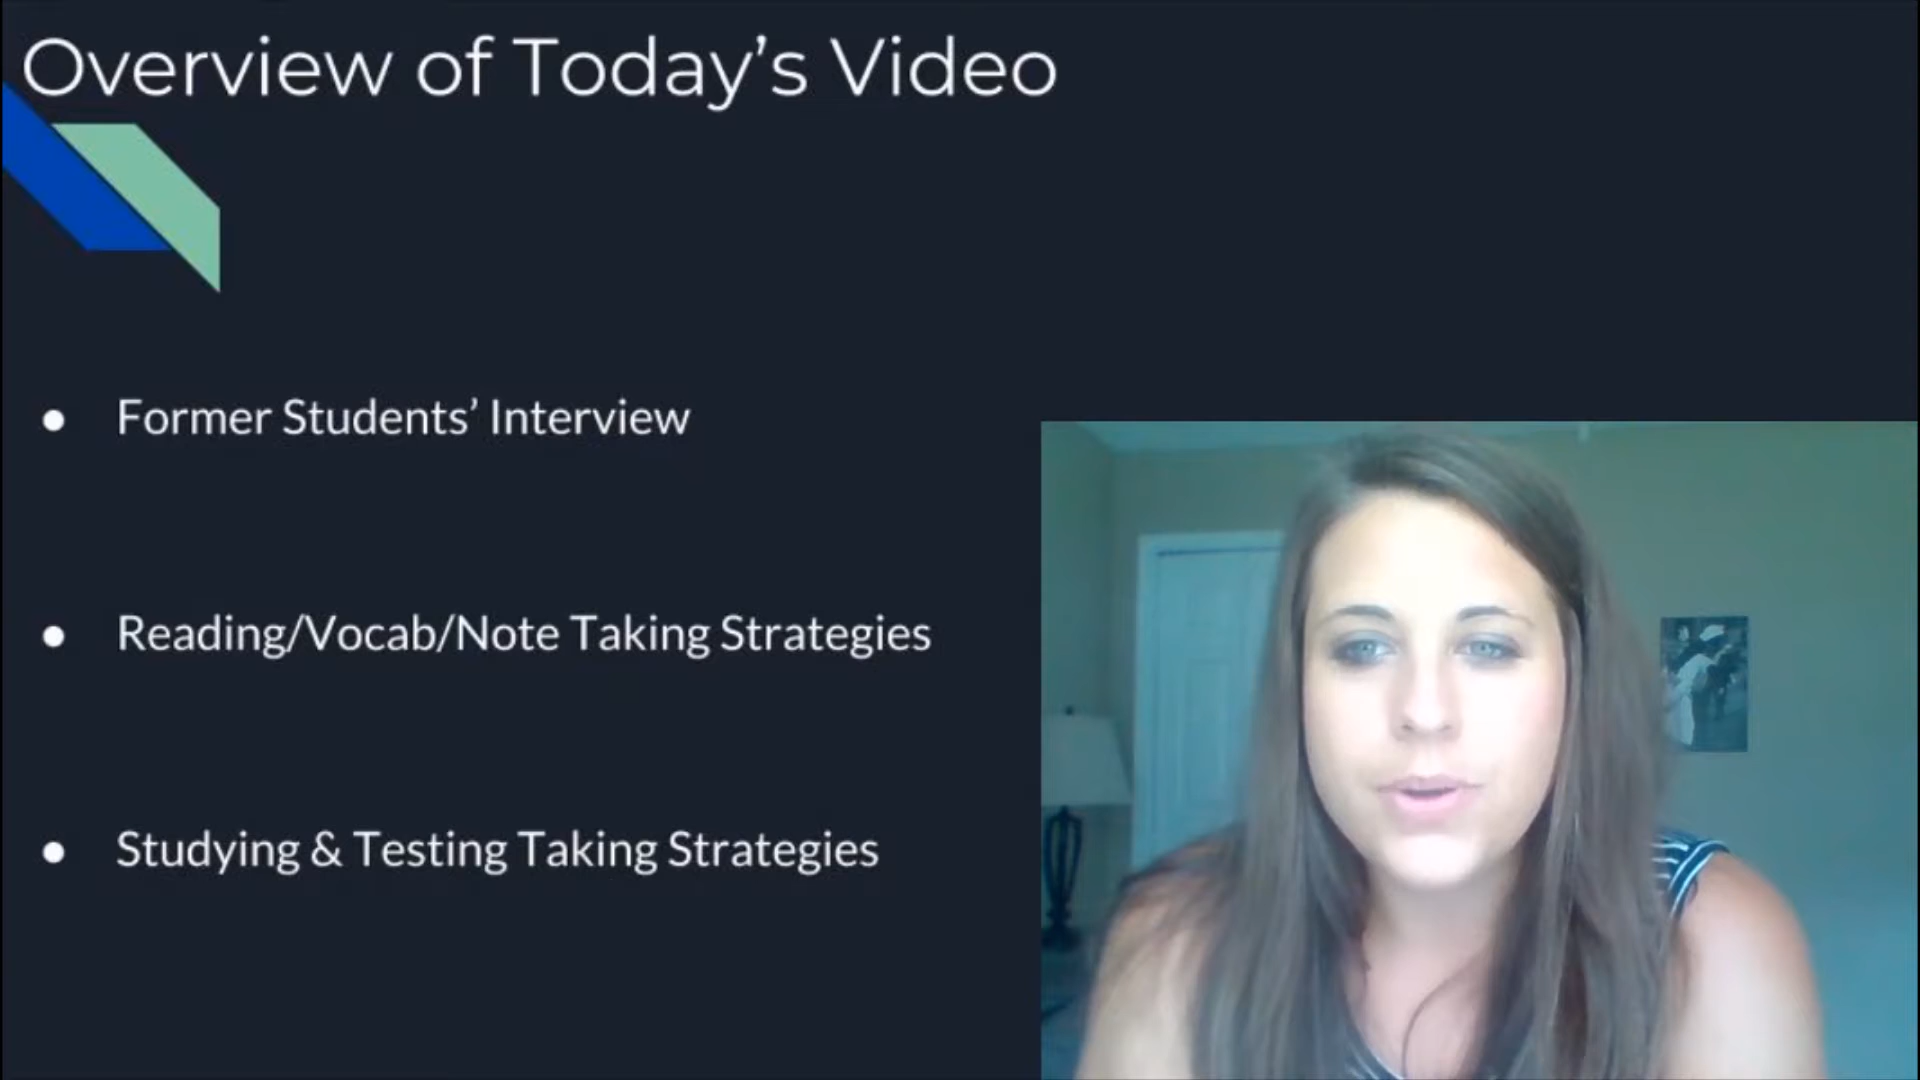 Overview of Today’s Video
Former Students’ Interview
Reading/Vocab/Note Taking Strategies
Studying & Testing Taking Strategies